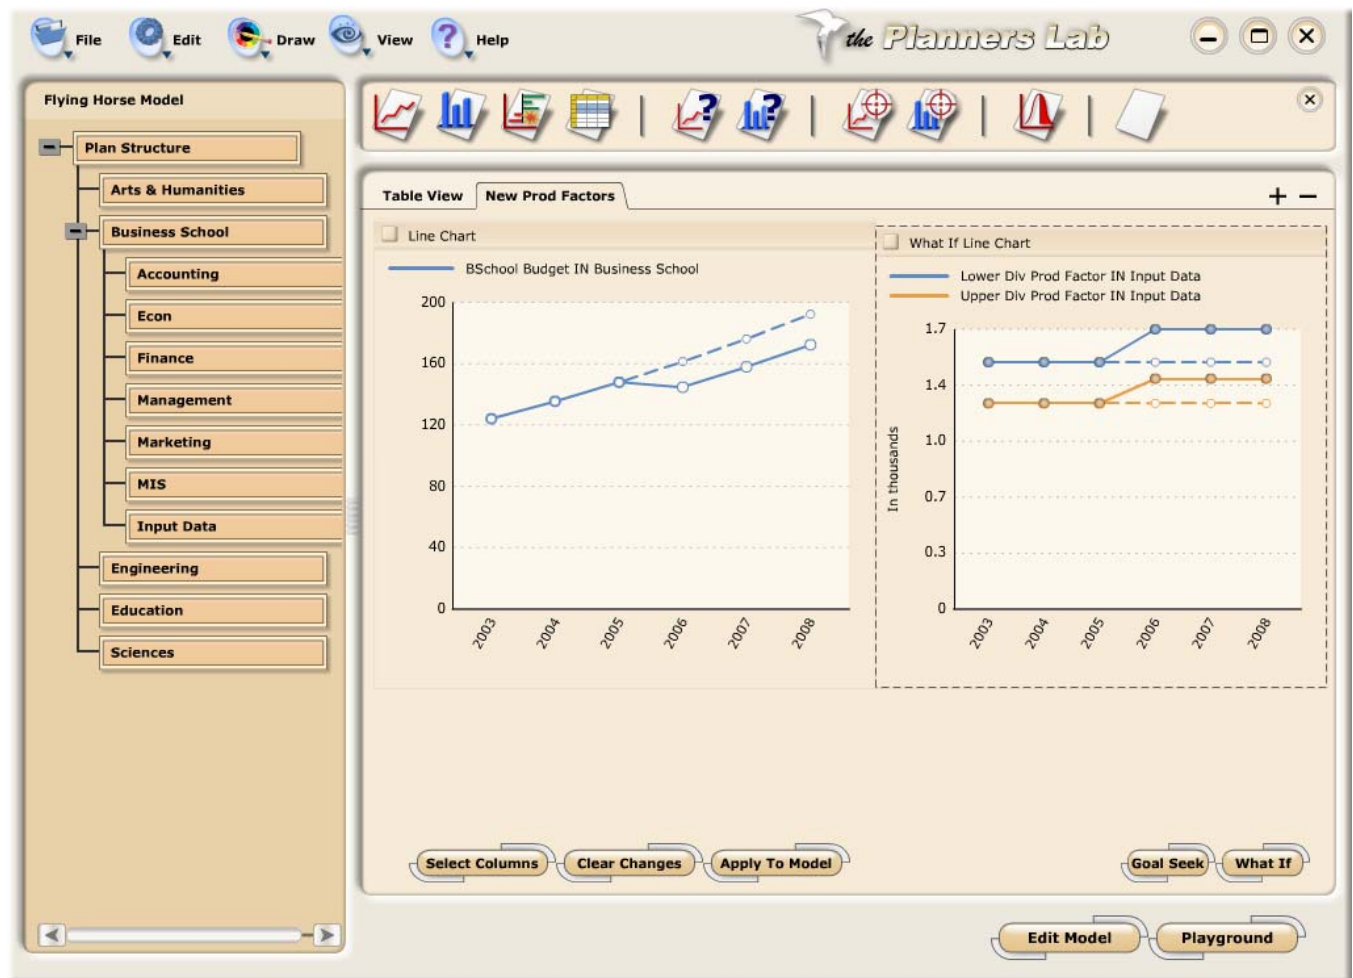 File Edit Draw View Help
the Planners Lab
Flying Horse Model
Plan Structure
Arts & Humanities
Business School
Accounting
Econ
Finance
Management
Marketing
MIS
Input Data
Engineering
Education
Sciences
Table View New Prod Factors
Line Chart
BSchool Budget IN Business School
200
160
120
80
40
0
2003 2004 2005 2006 2007 2008
What If Line Chart
Lower Div Prod Factor IN Input Data
Upper Div Prod Factor IN Input Data
In thousands
1.7
1.4
1.0
0.7
0.3
0
2003 2004 2005 2006 2007 2008
Select Columns Clear Changes Apply To Model Goal Seek What If
Edit Model Playground